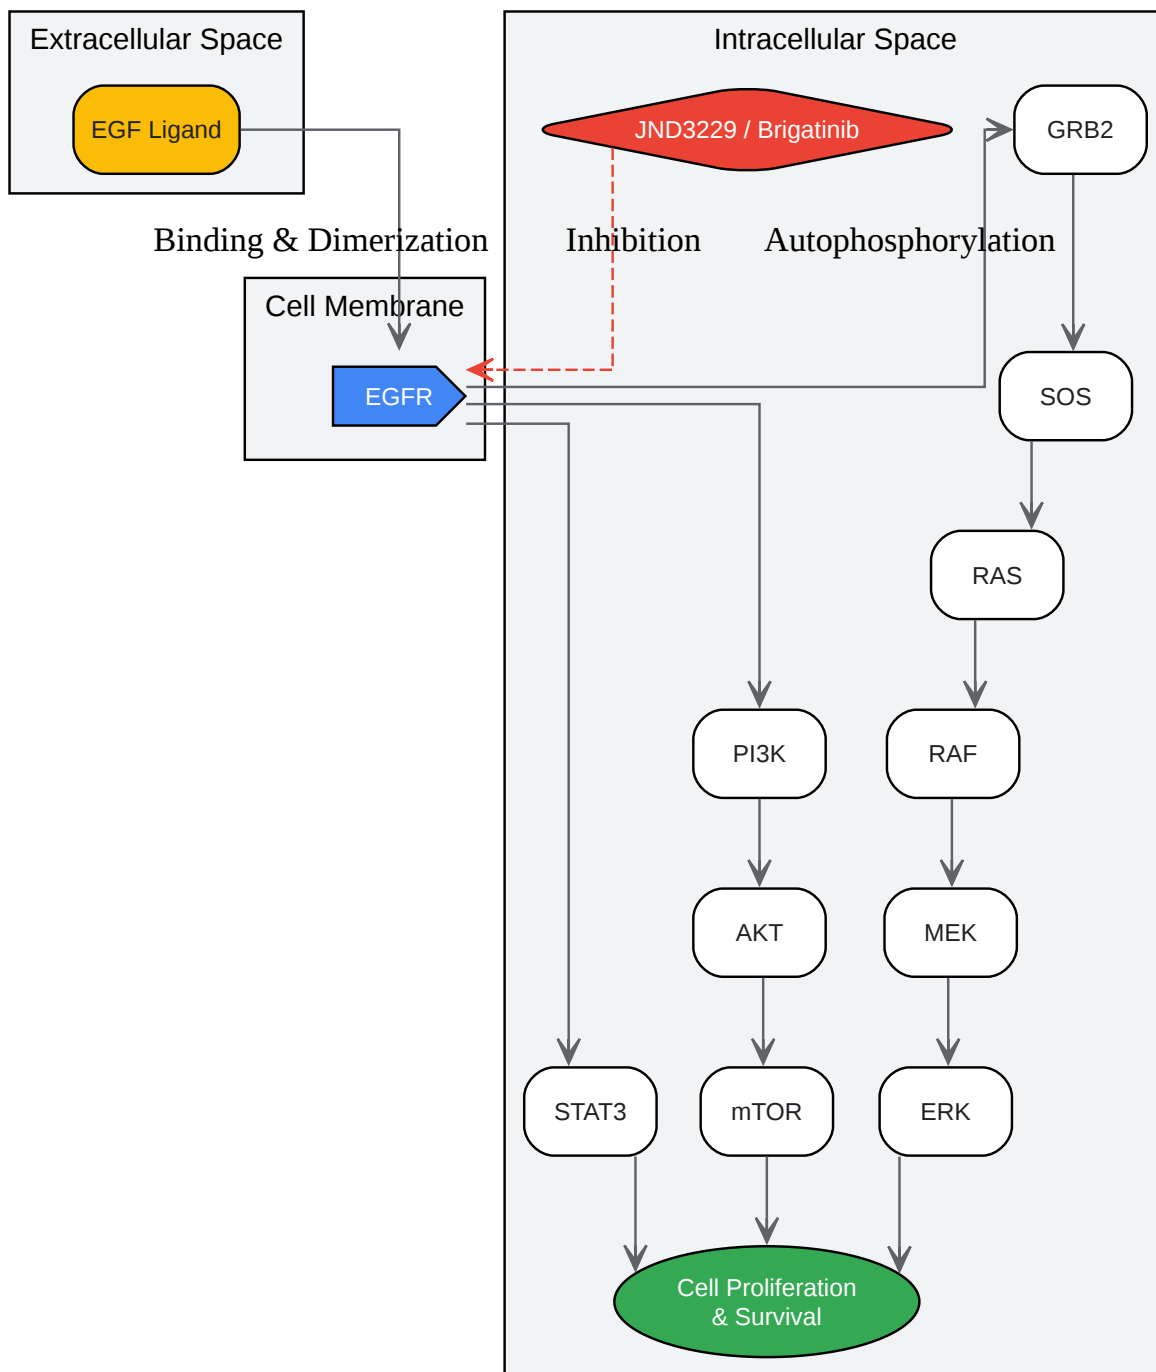 Extracellular Space
Intracellular Space
EGF Ligand
JND3229 / Brigatinib
GRB2
Binding & Dimerization
Inhibition
Autophosphorylation
Cell Membrane
EGFR
SOS
RAS
PI3K
RAF
AKT
MEK
STAT3
mTOR
ERK
Cell Proliferation
& Survival